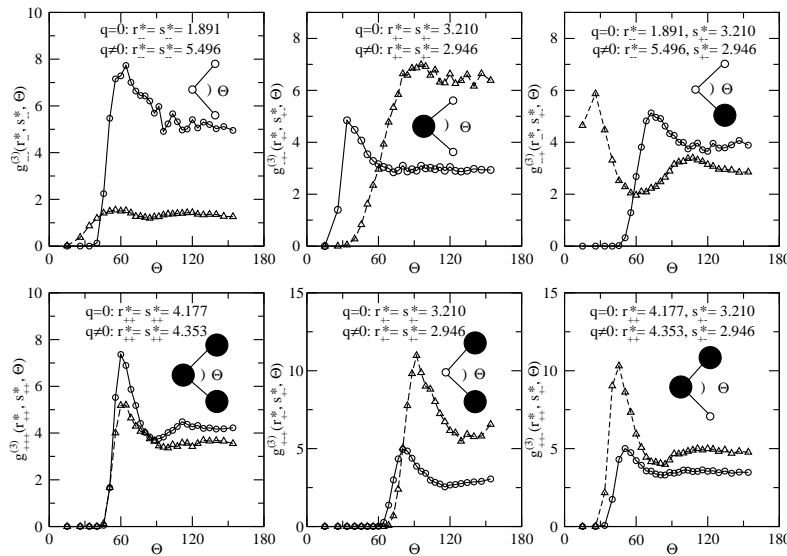 q=0: r*--= s*--= 1.891
q≠0: r*--= s*--= 5.496
g(3)---(r*--, s*--, Θ)
) Θ
0
2
4
6
8
10
0
60
120
180
Θ
q=0: r*+-= s*+-= 3.210
q≠0: r*+-= s*+-= 2.946
g(3)-+-(r*+-, s*+-, Θ)
) Θ
0
2
4
6
8
0
60
120
180
Θ
q=0: r*--= 1.891, s*+-= 3.210
q≠0: r*--= 5.496, s*+-= 2.946
) Θ
0
2
4
6
8
0
60
120
180
Θ
q=0: r*++= s*++= 4.177
q≠0: r*++= s*++= 4.353
g(3)+++(r*++, s*++, Θ)
) Θ
0
2
4
6
8
10
0
60
120
180
Θ
q=0: r*+-= s*+-= 3.210
q≠0: r*+-= s*+-= 2.946
) Θ
0
5
10
15
0
60
120
180
Θ
q=0: r*++= 4.177, s*+-= 3.210
q≠0: r*++= 4.353, s*+-= 2.946
) Θ
0
5
10
15
0
60
120
180
Θ